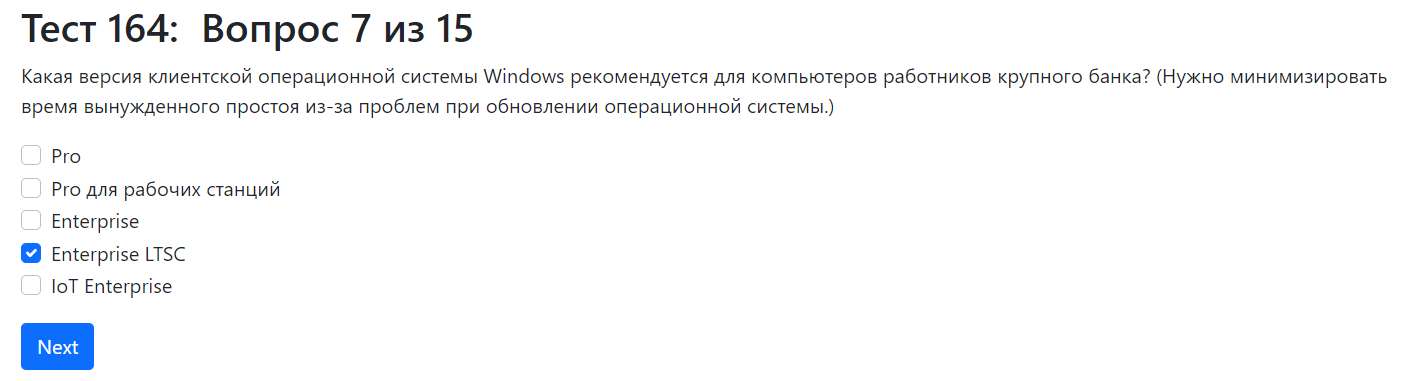 Тест 164:  Вопрос 7 из 15
Какая версия клиентской операционной системы Windows рекомендуется для компьютеров работников крупного банка? (Нужно минимизировать
время вынужденного простоя из-за проблем при обновлении операционной системы.)
Pro
Pro для рабочих станций
Enterprise
Enterprise LTSC
IoT Enterprise
Next